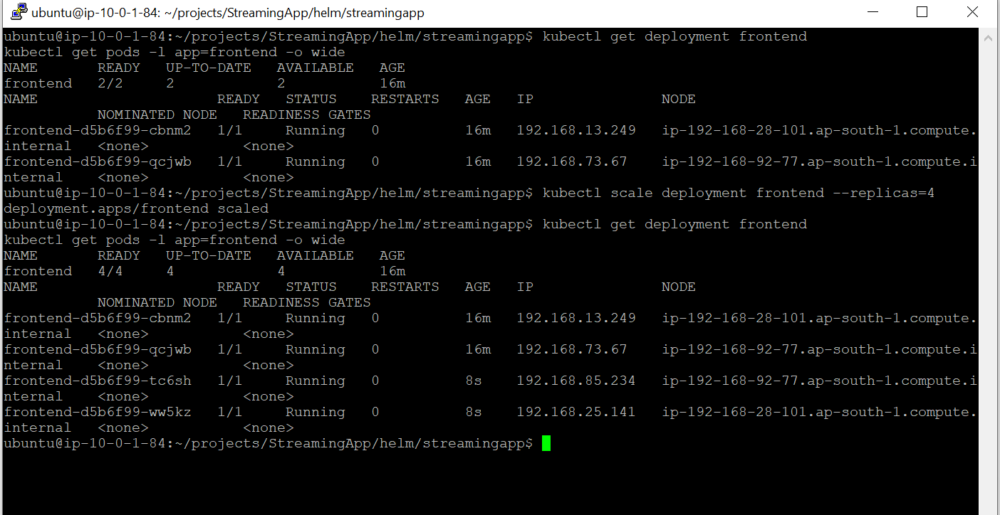 ubuntu@ip-10-0-1-84: ~/projects/StreamingApp/helm/streamingapp
ubuntu@ip-10-0-1-84:~/projects/StreamingApp/helm/streamingapp$ kubectl get deployment frontend
kubectl get pods -l app=frontend -o wide
NAME       READY   UP-TO-DATE   AVAILABLE   AGE
frontend   2/2     2            2           16m
NAME                     READY   STATUS    RESTARTS   AGE   IP               NODE
           NOMINATED NODE   READINESS GATES
frontend-d5b6f99-cbnm2   1/1     Running   0          16m   192.168.13.249   ip-192-168-28-101.ap-south-1.compute.
internal   <none>           <none>
frontend-d5b6f99-qcjwb   1/1     Running   0          16m   192.168.73.67    ip-192-168-92-77.ap-south-1.compute.i
nternal    <none>           <none>
ubuntu@ip-10-0-1-84:~/projects/StreamingApp/helm/streamingapp$ kubectl scale deployment frontend --replicas=4
deployment.apps/frontend scaled
ubuntu@ip-10-0-1-84:~/projects/StreamingApp/helm/streamingapp$ kubectl get deployment frontend
kubectl get pods -l app=frontend -o wide
NAME       READY   UP-TO-DATE   AVAILABLE   AGE
frontend   4/4     4            4           16m
NAME                     READY   STATUS    RESTARTS   AGE   IP               NODE
           NOMINATED NODE   READINESS GATES
frontend-d5b6f99-cbnm2   1/1     Running   0          16m   192.168.13.249   ip-192-168-28-101.ap-south-1.compute.
internal   <none>           <none>
frontend-d5b6f99-qcjwb   1/1     Running   0          16m   192.168.73.67    ip-192-168-92-77.ap-south-1.compute.i
nternal    <none>           <none>
frontend-d5b6f99-tc6sh   1/1     Running   0          8s    192.168.85.234   ip-192-168-92-77.ap-south-1.compute.i
nternal    <none>           <none>
frontend-d5b6f99-ww5kz   1/1     Running   0          8s    192.168.25.141   ip-192-168-28-101.ap-south-1.compute.
internal   <none>           <none>
ubuntu@ip-10-0-1-84:~/projects/StreamingApp/helm/streamingapp$